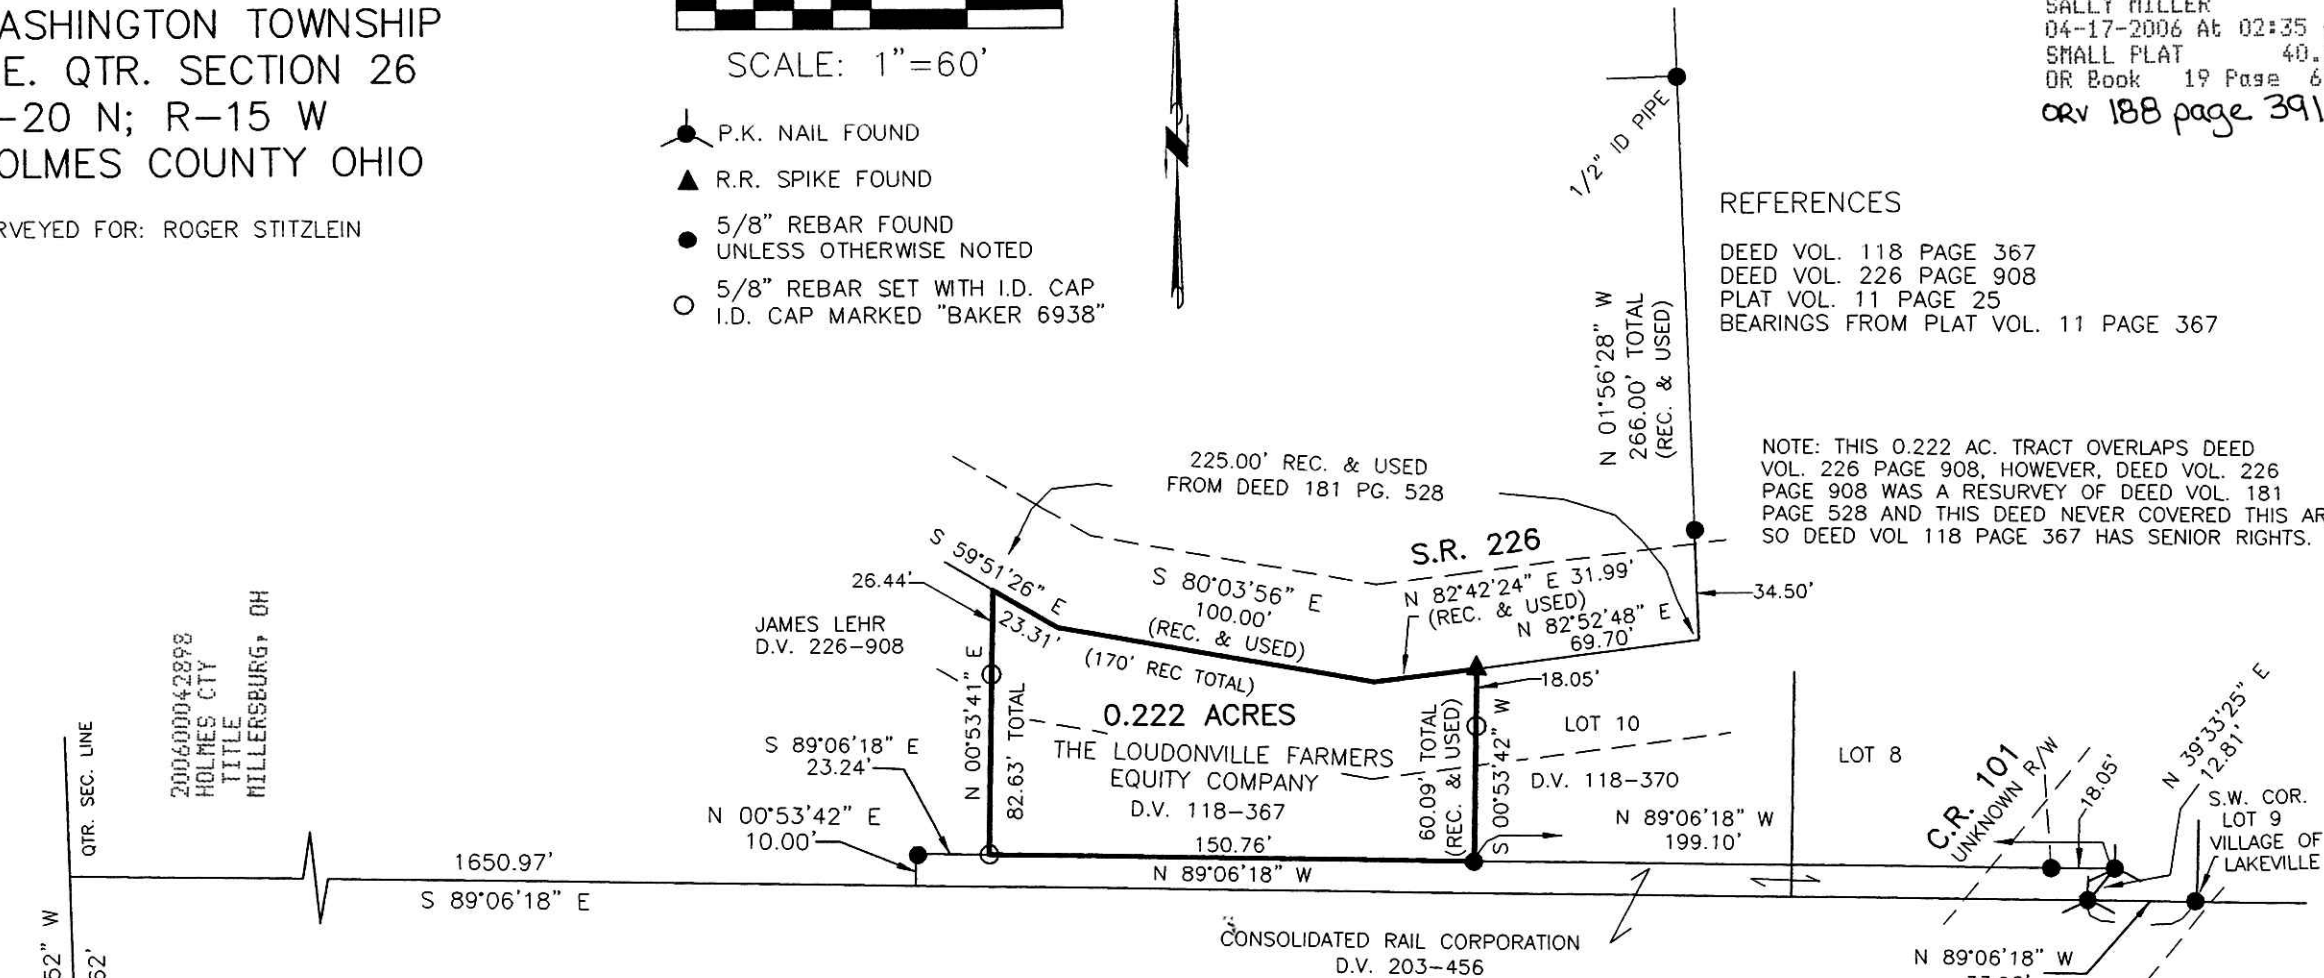 ASHINGTON TOWNSHIP
E. QTR. SECTION 26
-20 N; R-15 W
OLMES COUNTY OHIO
RVEYED FOR: ROGER STITZLEIN
SCALE: 1"=60'
P.K. NAIL FOUND
R.R. SPIKE FOUND
5/8" REBAR FOUND
UNLESS OTHERWISE NOTED
5/8" REBAR SET WITH I.D. CAP
I.D. CAP MARKED "BAKER 6938"
SALLY MILLER
04-17-2006 At 02:35
SMALL PLAT 40.
OR Book 19 Page 6
ORV 188 page 391
1/2" ID PIPE
REFERENCES
DEED VOL. 118 PAGE 367
DEED VOL. 226 PAGE 908
PLAT VOL. 11 PAGE 25
BEARINGS FROM PLAT VOL. 11 PAGE 367
N 01°56'28" W
266.00' TOTAL
(REC. & USED)
NOTE: THIS 0.222 AC. TRACT OVERLAPS DEED
VOL. 226 PAGE 908, HOWEVER, DEED VOL. 226
PAGE 908 WAS A RESURVEY OF DEED VOL. 181
PAGE 528 AND THIS DEED NEVER COVERED THIS AR
SO DEED VOL 118 PAGE 367 HAS SENIOR RIGHTS.
225.00' REC. & USED
FROM DEED 181 PG. 528
S.R. 226
S 59°51'26" E
26.44'
23.31'
S 80°03'56" E
100.00'
(REC. & USED)
(170' REC TOTAL)
N 82°42'24" E 31.99'
(REC. & USED)
N 82°52'48" E
69.70'
34.50'
18.05'
JAMES LEHR
D.V. 226-908
N 00°53'41" E
82.63' TOTAL
0.222 ACRES
THE LOUDONVILLE FARMERS
EQUITY COMPANY
D.V. 118-367
150.76'
N 89°06'18" W
60.09' TOTAL
(REC. & USED)
S 00°53'42" W
LOT 10
D.V. 118-370
LOT 8
N 89°06'18" W
199.10'
S 89°06'18" E
23.24'
N 00°53'42" E
10.00'
1650.97'
S 89°06'18" E
QTR. SEC. LINE
200600042898
HOLMES CTY
TITLE
MILLERSBURG, OH
52" W
62'
C.R. 101
UNKNOWN R/W
18.05'
N 39°33'25" E
12.81'
S.W. COR.
LOT 9
VILLAGE OF
LAKEVILLE
CONSOLIDATED RAIL CORPORATION
D.V. 203-456
N 89°06'18" W